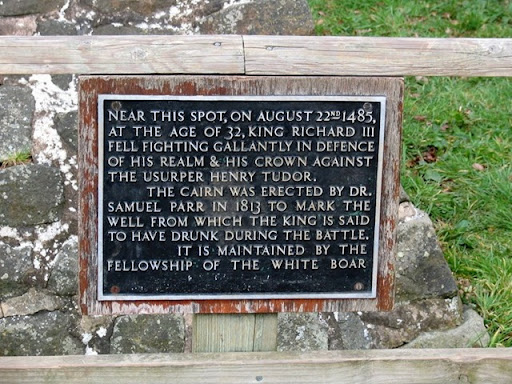 NEAR THIS SPOT, ON AUGUST 22ND 1485,
AT THE AGE OF 32, KING RICHARD III
FELL FIGHTING GALLANTLY IN DEFENCE
OF HIS REALM & HIS CROWN AGAINST
THE USURPER HENRY TUDOR.
THE CAIRN WAS ERECTED BY DR.
SAMUEL PARR IN 1813 TO MARK THE
WELL FROM WHICH THE KING IS SAID
TO HAVE DRUNK DURING THE BATTLE.
IT IS MAINTAINED BY THE
FELLOWSHIP OF THE WHITE BOAR